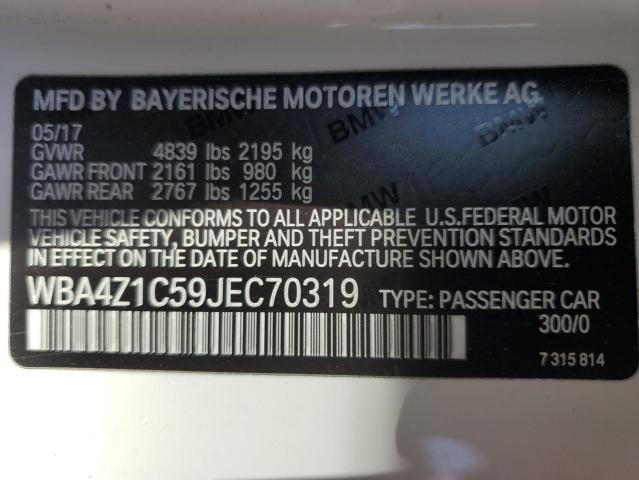 MFD BY BAYERISCHE MOTOREN WERKE AG
05/17
GVWR 4839 lbs 2195 kg
GAWR FRONT 2161 lbs 980 kg
GAWR REAR 2767 lbs 1255 kg
THIS VEHICLE CONFORMS TO ALL APPLICABLE U.S.FEDERAL MOTOR
VEHICLE SAFETY, BUMPER AND THEFT PREVENTION STANDARDS
IN EFFECT ON THE DATE OF MANUFACTURE SHOWN ABOVE.
WBA4Z1C59JEC70319 TYPE: PASSENGER CAR
300/0
7 315 814
BMW
BMW
BMW